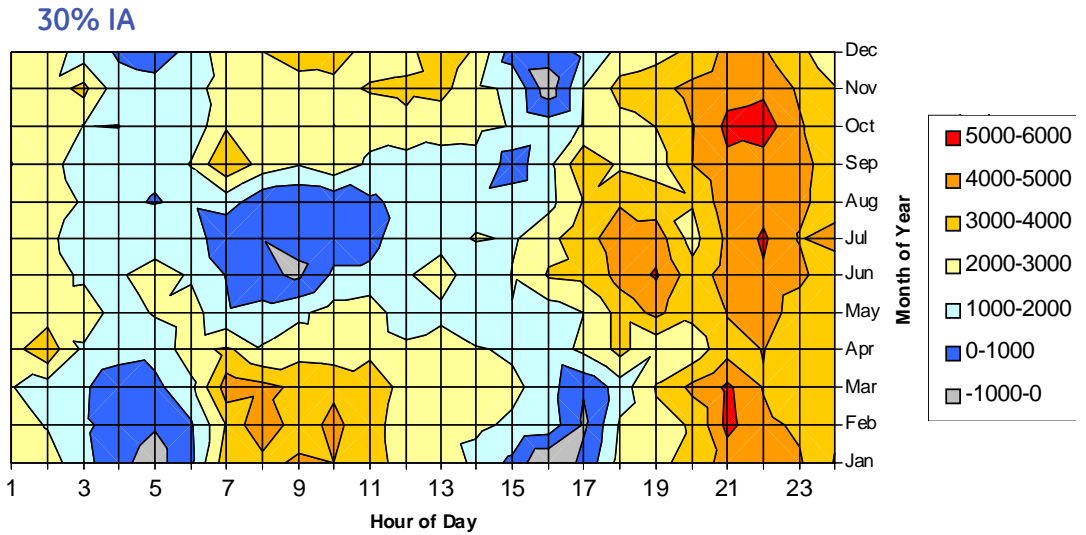 30% IA
Dec
Nov
Oct
Sep
Aug
Jul
Jun
May
Apr
Mar
Feb
Jan
Month of Year
5000-6000
4000-5000
3000-4000
2000-3000
1000-2000
0-1000
-1000-0
1 3 5 7 9 11 13 15 17 19 21 23
Hour of Day